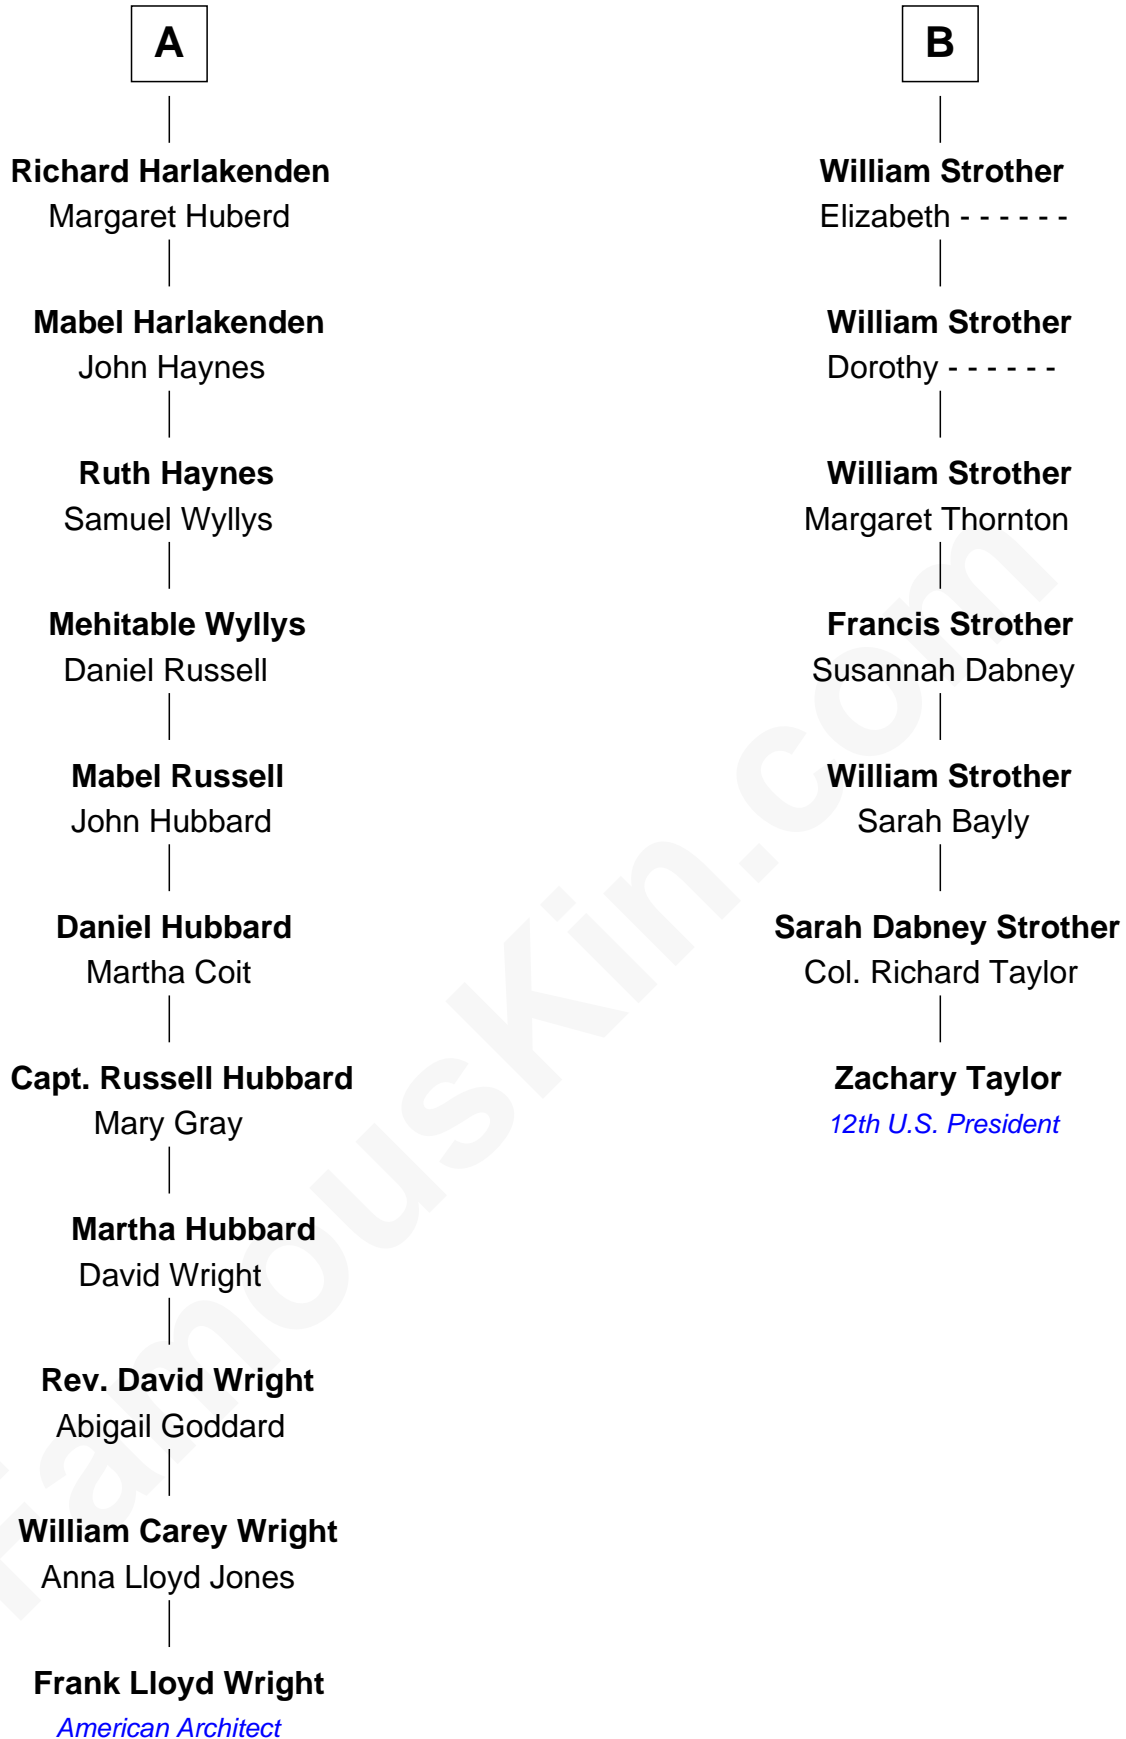 A
Richard Harlakenden
Margaret Huberd
Mabel Harlakenden
John Haynes
Ruth Haynes
Samuel Wyllys
Mehitable Wyllys
Daniel Russell
Mabel Russell
John Hubbard
Daniel Hubbard
Martha Coit
Capt. Russell Hubbard
Mary Gray
Martha Hubbard
David Wright
Rev. David Wright
Abigail Goddard
William Carey Wright
Anna Lloyd Jones
Frank Lloyd Wright
American Architect
B
William Strother
Elizabeth - - - - - -
William Strother
Dorothy - - - - - -
William Strother
Margaret Thornton
Francis Strother
Susannah Dabney
William Strother
Sarah Bayly
Sarah Dabney Strother
Col. Richard Taylor
Zachary Taylor
12th U.S. President
FamousKin.com